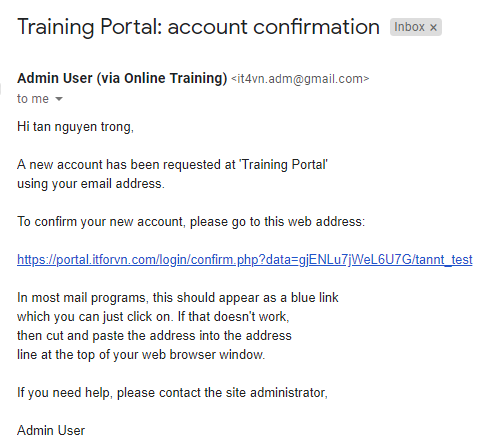 Training Portal: account confirmation Inbox x
Admin User (via Online Training) <it4vn.adm@gmail.com>
to me
Hi tan nguyen trong,
A new account has been requested at 'Training Portal'
using your email address.
To confirm your new account, please go to this web address:
https://portal.itforvn.com/login/confirm.php?data=gjENLu7jWeL6U7G/tannt_test
In most mail programs, this should appear as a blue link
which you can just click on. If that doesn't work,
then cut and paste the address into the address
line at the top of your web browser window.
If you need help, please contact the site administrator,
Admin User